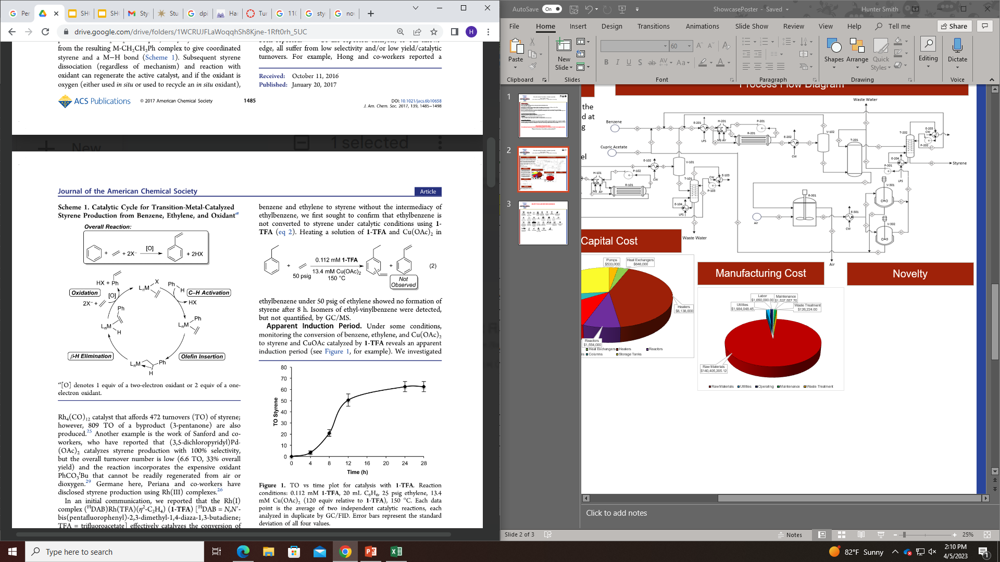 Per
SH
SH
Sty
Stu
dpi
Ha
Tur
11
sty
no
drive.google.com/drive/folders/1WCRUJFLaWoqqhSh8Kjne-1Rft0rh_5UC
H
from the resulting M-CH₂CH₂Ph complex to give coordinated
styrene and a M−H bond (Scheme 1). Subsequent styrene
dissociation (regardless of mechanism) and reaction with
oxidant can regenerate the active catalyst, and if the oxidant is
oxygen (either used in situ or used to recycle an in situ oxidant),
edge, all suffer from low selectivity and/or low yield/catalytic
turnovers. For example, Hong and co-workers reported a
Received: October 11, 2016
Published: January 20, 2017
ACS Publications
© 2017 American Chemical Society
1485
DOI: 10.1021/jacs.6b10658
J. Am. Chem. Soc. 2017, 139, 1485−1498
New
1 selected
Journal of the American Chemical Society
Article
Scheme 1. Catalytic Cycle for Transition-Metal-Catalyzed
Styrene Production from Benzene, Ethylene, and Oxidantᵃ
Overall Reaction:
+ + 2X⁻ [O] + 2HX
HX + Ph
LₙM X
Ph H
Oxidation
[O]
C–H Activation
2X⁻ +
HX
Ph
LₙM H
Ph
LₙM
β-H Elimination
LₙM Ph H
Olefin Insertion
ᵃ[O] denotes 1 equiv of a two-electron oxidant or 2 equiv of a one-
electron oxidant.
Rh₄(CO)₁₂ catalyst that affords 472 turnovers (TO) of styrene;
however, 809 TO of a byproduct (3-pentanone) are also
produced.²⁵ Another example is the work of Sanford and co-
workers, who have reported that (3,5-dichloropyridyl)Pd-
(OAc)₂ catalyzes styrene production with 100% selectivity,
but the overall turnover number is low (6.6 TO, 33% overall
yield) and the reaction incorporates the expensive oxidant
PhCO₃ᵗBu that cannot be readily regenerated from air or
dioxygen.²⁹ Germane here, Periana and co-workers have
disclosed styrene production using Rh(III) complexes.²⁶
In an initial communication, we reported that the Rh(I)
complex (ᶠˡDAB)Rh(TFA)(η²-C₂H₄) (1-TFA) [ᶠˡDAB = N,N′-
bis(pentafluorophenyl)-2,3-dimethyl-1,4-diaza-1,3-butadiene;
TFA = trifluoroacetate] effectively catalyzes the conversion of
benzene and ethylene to styrene without the intermediacy of
ethylbenzene, we first sought to confirm that ethylbenzene is
not converted to styrene under catalytic conditions using 1-
TFA (eq 2). Heating a solution of 1-TFA and Cu(OAc)₂ in
+ 50 psig
0.112 mM 1-TFA
13.4 mM Cu(OAc)₂
150 °C
+
Not
Observed
(2)
ethylbenzene under 50 psig of ethylene showed no formation of
styrene after 8 h. Isomers of ethyl-vinylbenzene were detected,
but not quantified, by GC/MS.
Apparent Induction Period. Under some conditions,
monitoring the conversion of benzene, ethylene, and Cu(OAc)₂
to styrene and CuOAc catalyzed by 1-TFA reveals an apparent
induction period (see Figure 1, for example). We investigated
TO Styrene
80
70
60
50
40
30
20
10
0
0 4 8 12 16 20 24 28
Time (h)
Figure 1. TO vs time plot for catalysis with 1-TFA. Reaction
conditions: 0.112 mM 1-TFA, 20 mL C₆H₆, 25 psig ethylene, 13.4
mM Cu(OAc)₂ (120 equiv relative to 1-TFA), 150 °C. Each data
point is the average of two independent catalytic reactions, each
analyzed in duplicate by GC/FID. Error bars represent the standard
deviation of all four values.
AutoSave On
ShowcasePoster - Saved
Hunter Smith
File Home Insert Design Transitions Animations Slide Show Review View Help Tell me Share
Paste
New
Slide
60
B I U S ab AV Aa A
Shapes Arrange Quick
Styles
Editing
Dictate
Clipboard Slides Font Paragraph Drawing Voice
1
2
3
Process Flow Diagram
the
d at
g
el
Waste Water
Benzene
Cupric Acetate
E-201
H-201
P-201
R-201
E-202
V-102
T-201
T-202
E-203
CW
P-202
E-204
P-301
LPS
Styrene
LPS
NG Air
CW
E-102
V-101
H-101
P-102
R-101
CW
T-101
CW
E-103
P-103
E-104
LPS
NG Air
R-301
V-301
V-302
E-301
CW
Air
Air
Waste Water
Capital Cost
Pumps
$533,000
Heat Exchangers
$646,000
Heaters
$8,136,000
Reactors
$1,554,000
Heat Exchangers Heaters Reactors
Columns Storage Tanks
Manufacturing Cost
Labor
$1,650,000.00
Maintenance
$1,537,557.70
Utilities
$1,984,048.45
Waste Treatment
$126,224.00
Raw Materials
$140,405,205.12
Raw Materials Utilities Operating Maintenance Waste Treatment
Novelty
Click to add notes
Slide 2 of 3
Notes
25%
Type here to search
82°F Sunny
2:10 PM
4/5/2023
1